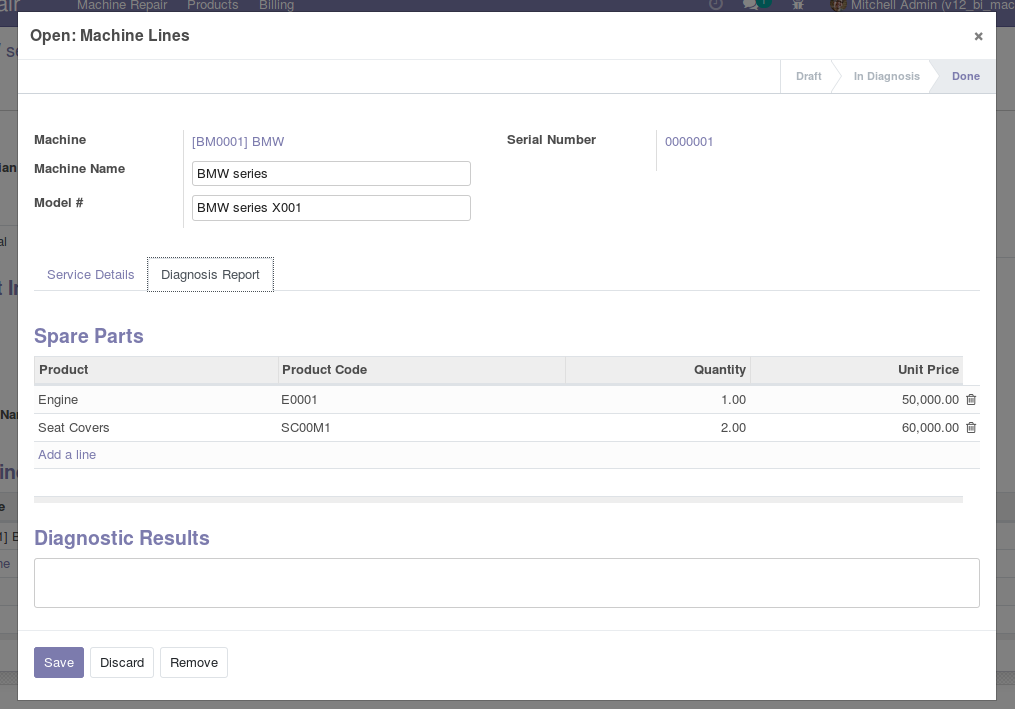 Machine Repair Products Billing 1 Mitchell Admin (v12_bi_mac
Open: Machine Lines ×
Draft In Diagnosis Done
Machine [BM0001] BMW Serial Number 0000001
Machine Name BMW series
Model # BMW series X001
Service Details Diagnosis Report
Spare Parts
Product Product Code Quantity Unit Price
Engine E0001 1.00 50,000.00
Seat Covers SC00M1 2.00 60,000.00
Add a line
Diagnostic Results
Save Discard Remove